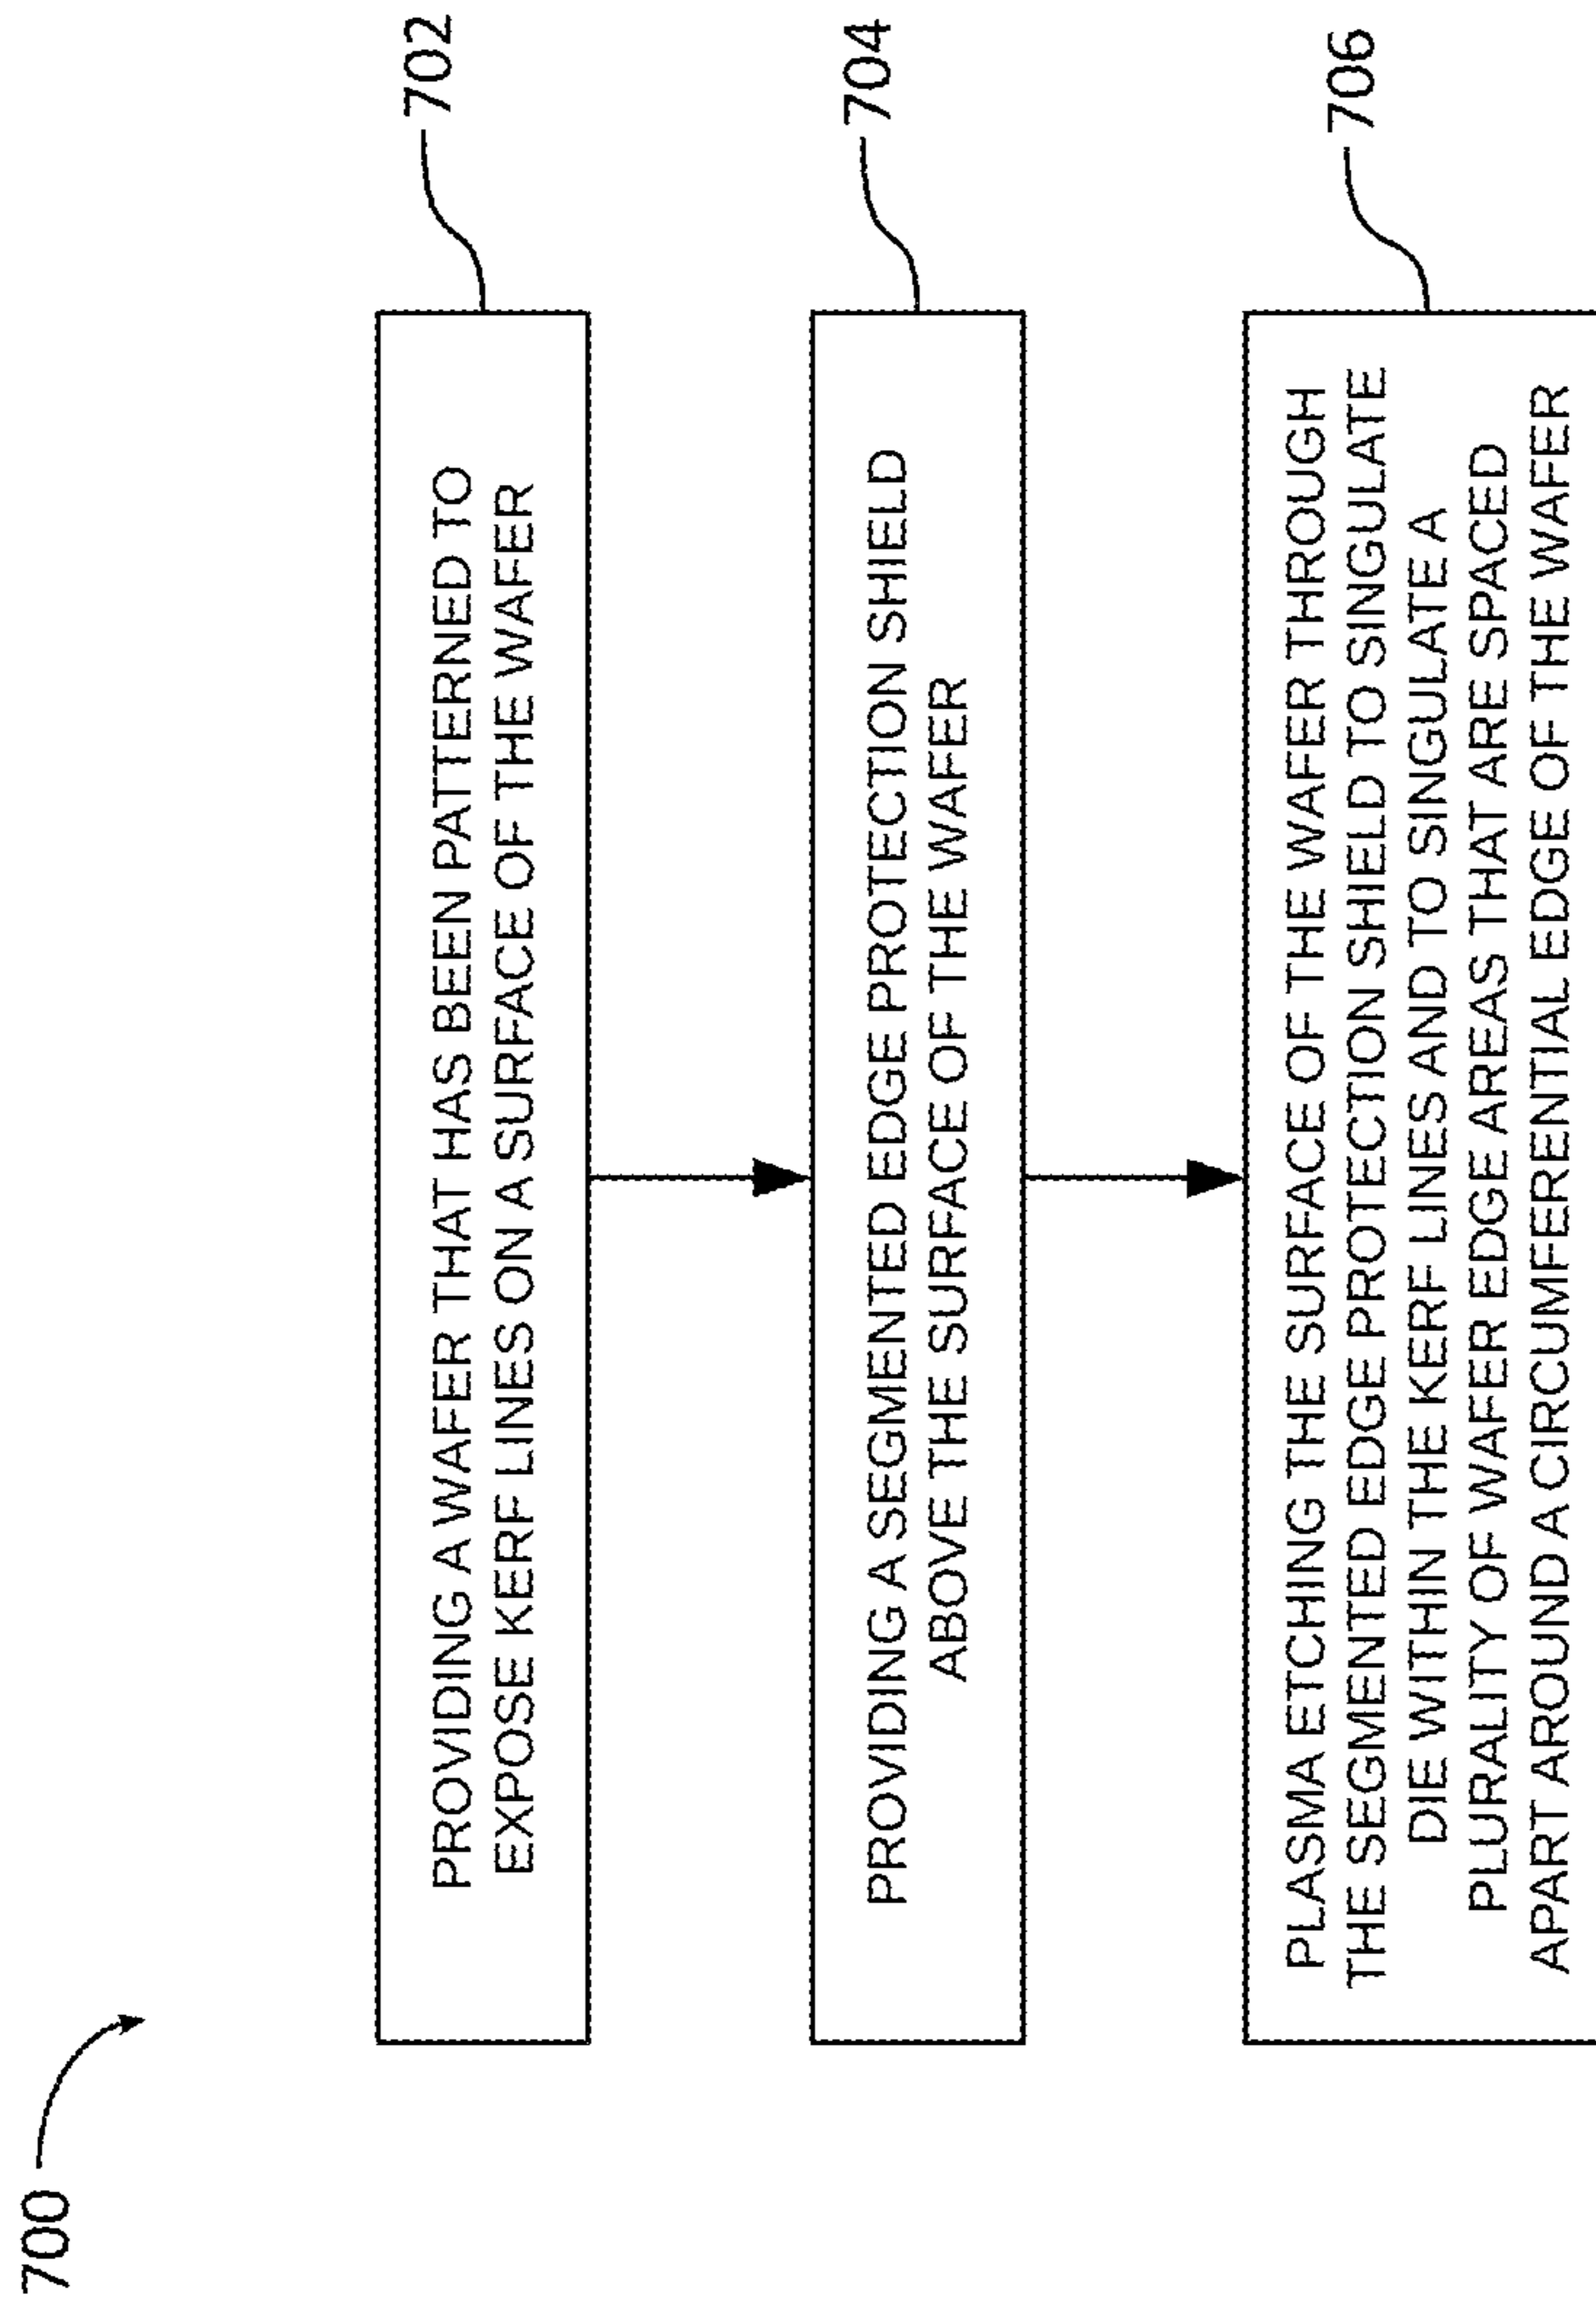 700
702
PROVIDING A WAFER THAT HAS BEEN PATTERNED TO
EXPOSE KERF LINES ON A SURFACE OF THE WAFER
704
PROVIDING A SEGMENTED EDGE PROTECTION SHIELD
ABOVE THE SURFACE OF THE WAFER
706
PLASMA ETCHING THE SURFACE OF THE WAFER THROUGH
THE SEGMENTED EDGE PROTECTION SHIELD TO SINGULATE
DIE WITHIN THE KERF LINES AND TO SINGULATE A
PLURALITY OF WAFER EDGE AREAS THAT ARE SPACED
APART AROUND A CIRCUMFERENTIAL EDGE OF THE WAFER